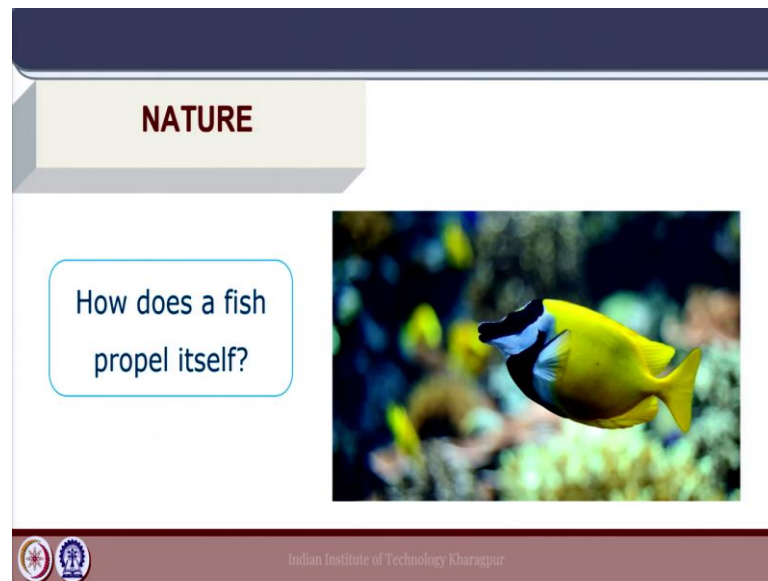 NATURE
How does a fish
propel itself?
Indian Institute of Technology Kharagpur